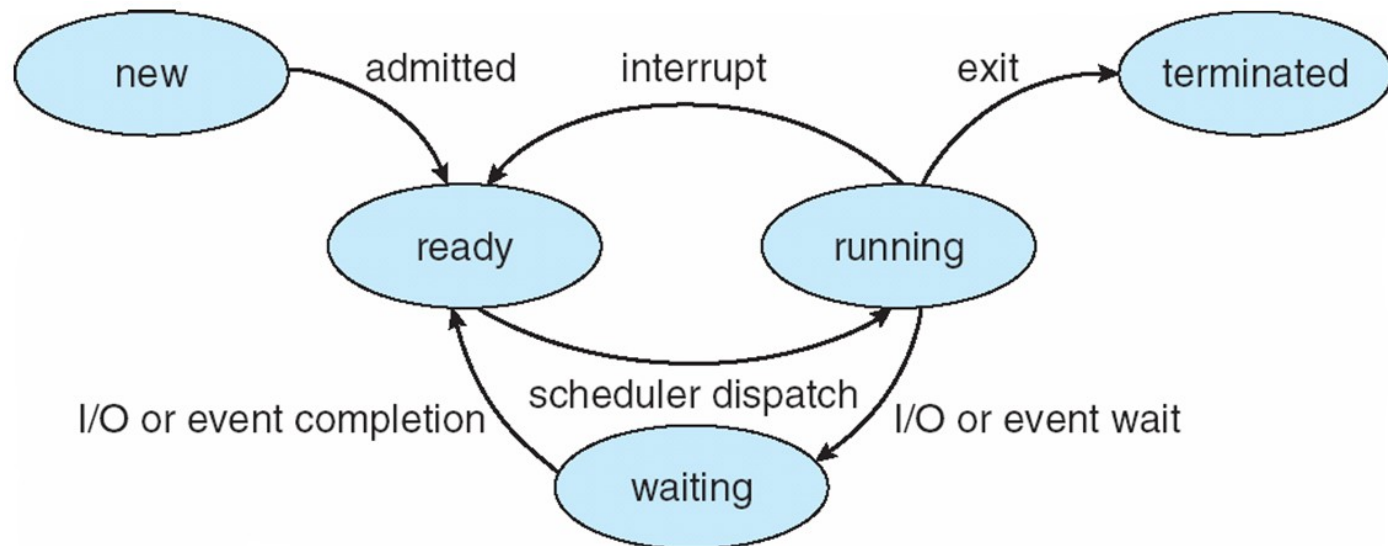 new
admitted
interrupt
exit
terminated
ready
running
scheduler dispatch
I/O or event completion
I/O or event wait
waiting